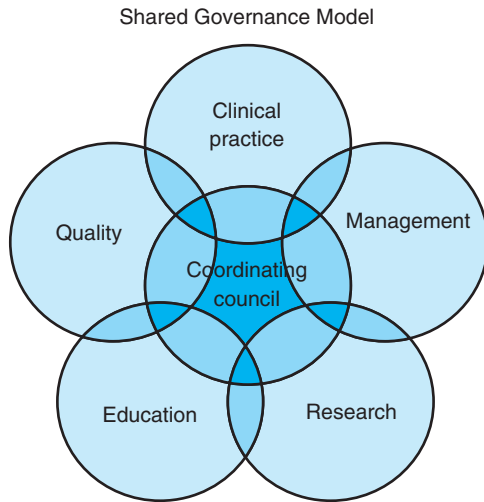 Shared Governance Model
Clinical
practice
Quality
Management
Coordinating
council
Education
Research